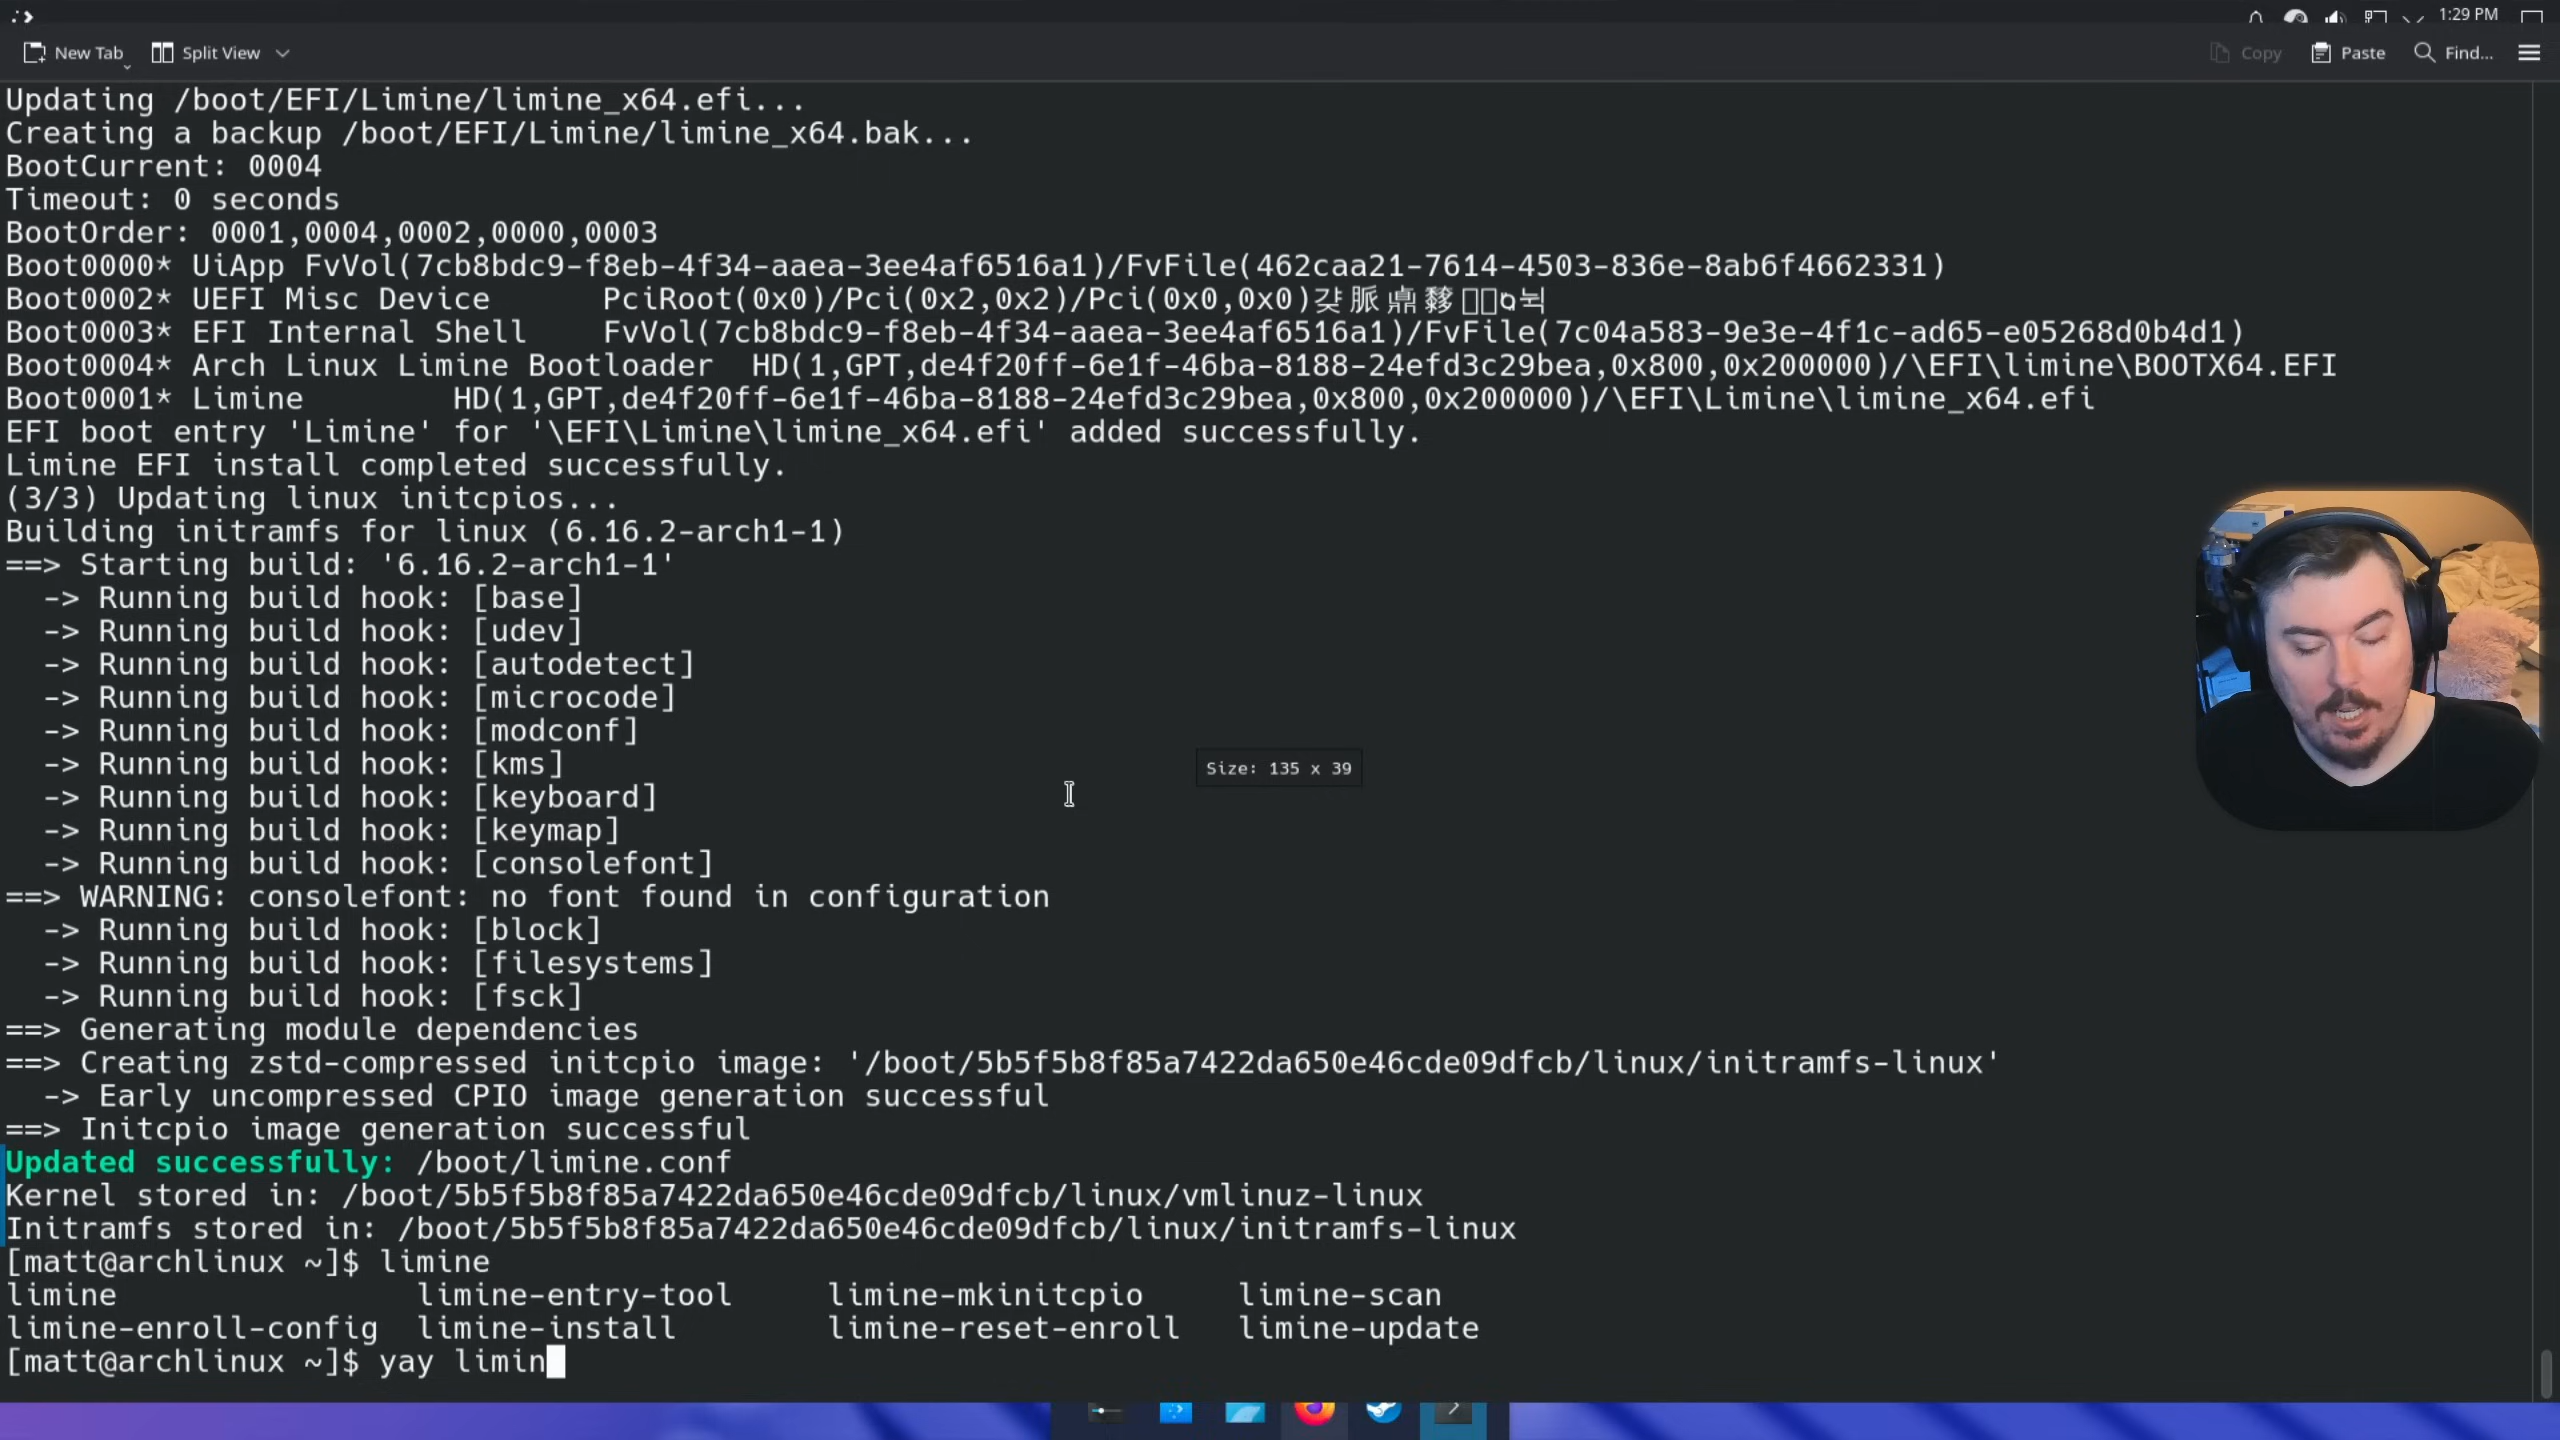 1:29 PM
New Tab Split View Copy Paste Find...
Updating /boot/EFI/Limine/limine_x64.efi...
Creating a backup /boot/EFI/Limine/limine_x64.bak...
BootCurrent: 0004
Timeout: 0 seconds
BootOrder: 0001,0004,0002,0000,0003
Boot0000* UiApp FvVol(7cb8bdc9-f8eb-4f34-aaea-3ee4af6516a1)/FvFile(462caa21-7614-4503-836e-8ab6f4662331)
Boot0002* UEFI Misc Device PciRoot(0x0)/Pci(0x2,0x2)/Pci(0x0,0x0)
Boot0003* EFI Internal Shell FvVol(7cb8bdc9-f8eb-4f34-aaea-3ee4af6516a1)/FvFile(7c04a583-9e3e-4f1c-ad65-e05268d0b4d1)
Boot0004* Arch Linux Limine Bootloader HD(1,GPT,de4f20ff-6e1f-46ba-8188-24efd3c29bea,0x800,0x200000)/\EFI\limine\BOOTX64.EFI
Boot0001* Limine HD(1,GPT,de4f20ff-6e1f-46ba-8188-24efd3c29bea,0x800,0x200000)/\EFI\Limine\limine_x64.efi
EFI boot entry 'Limine' for '\EFI\Limine\limine_x64.efi' added successfully.
Limine EFI install completed successfully.
(3/3) Updating linux initcpios...
Building initramfs for linux (6.16.2-arch1-1)
==> Starting build: '6.16.2-arch1-1'
-> Running build hook: [base]
-> Running build hook: [udev]
-> Running build hook: [autodetect]
-> Running build hook: [microcode]
-> Running build hook: [modconf]
-> Running build hook: [kms]
Size: 135 x 39
-> Running build hook: [keyboard]
-> Running build hook: [keymap]
-> Running build hook: [consolefont]
==> WARNING: consolefont: no font found in configuration
-> Running build hook: [block]
-> Running build hook: [filesystems]
-> Running build hook: [fsck]
==> Generating module dependencies
==> Creating zstd-compressed initcpio image: '/boot/5b5f5b8f85a7422da650e46cde09dfcb/linux/initramfs-linux'
-> Early uncompressed CPIO image generation successful
==> Initcpio image generation successful
Updated successfully: /boot/limine.conf
Kernel stored in: /boot/5b5f5b8f85a7422da650e46cde09dfcb/linux/vmlinuz-linux
Initramfs stored in: /boot/5b5f5b8f85a7422da650e46cde09dfcb/linux/initramfs-linux
[matt@archlinux ~]$ limine
limine limine-entry-tool limine-mkinitcpio limine-scan
limine-enroll-config limine-install limine-reset-enroll limine-update
[matt@archlinux ~]$ yay limin